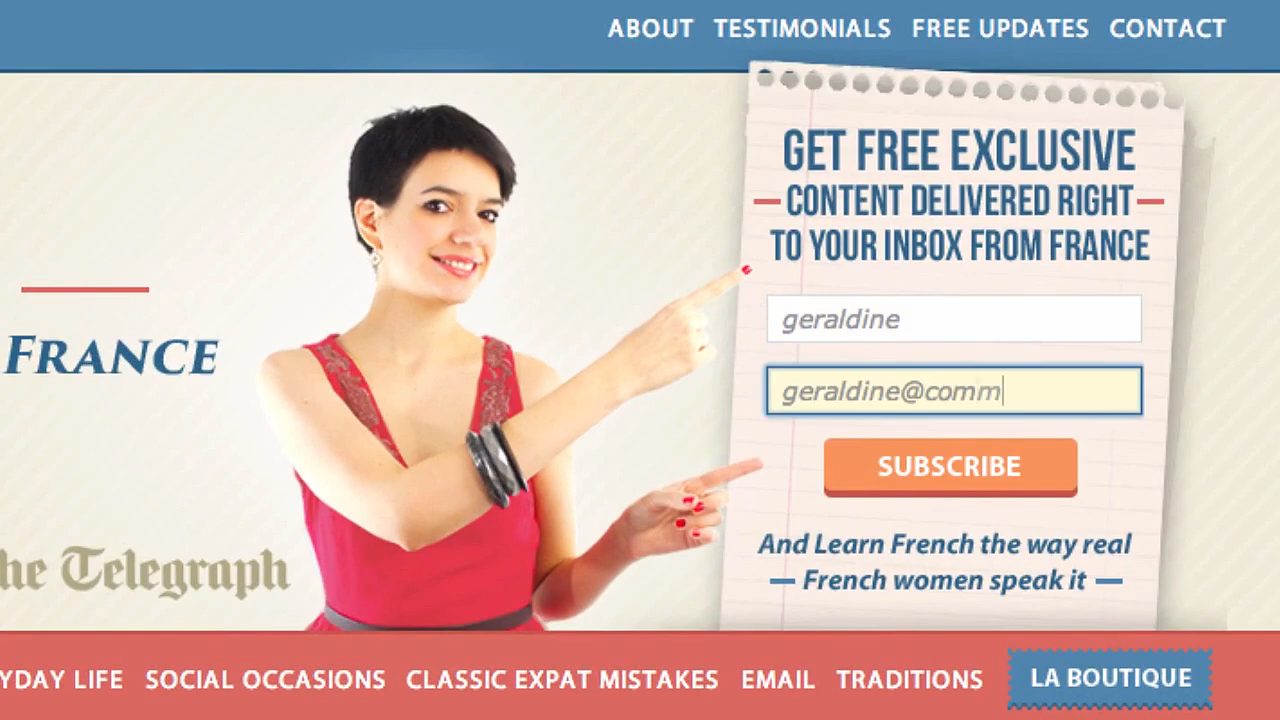 ABOUT TESTIMONIALS FREE UPDATES CONTACT
GET FREE EXCLUSIVE
CONTENT DELIVERED RIGHT
TO YOUR INBOX FROM FRANCE
geraldine
geraldine@comm
SUBSCRIBE
And Learn French the way real
French women speak it
FRANCE
he Telegraph
YDAY LIFE SOCIAL OCCASIONS CLASSIC EXPAT MISTAKES EMAIL TRADITIONS LA BOUTIQUE